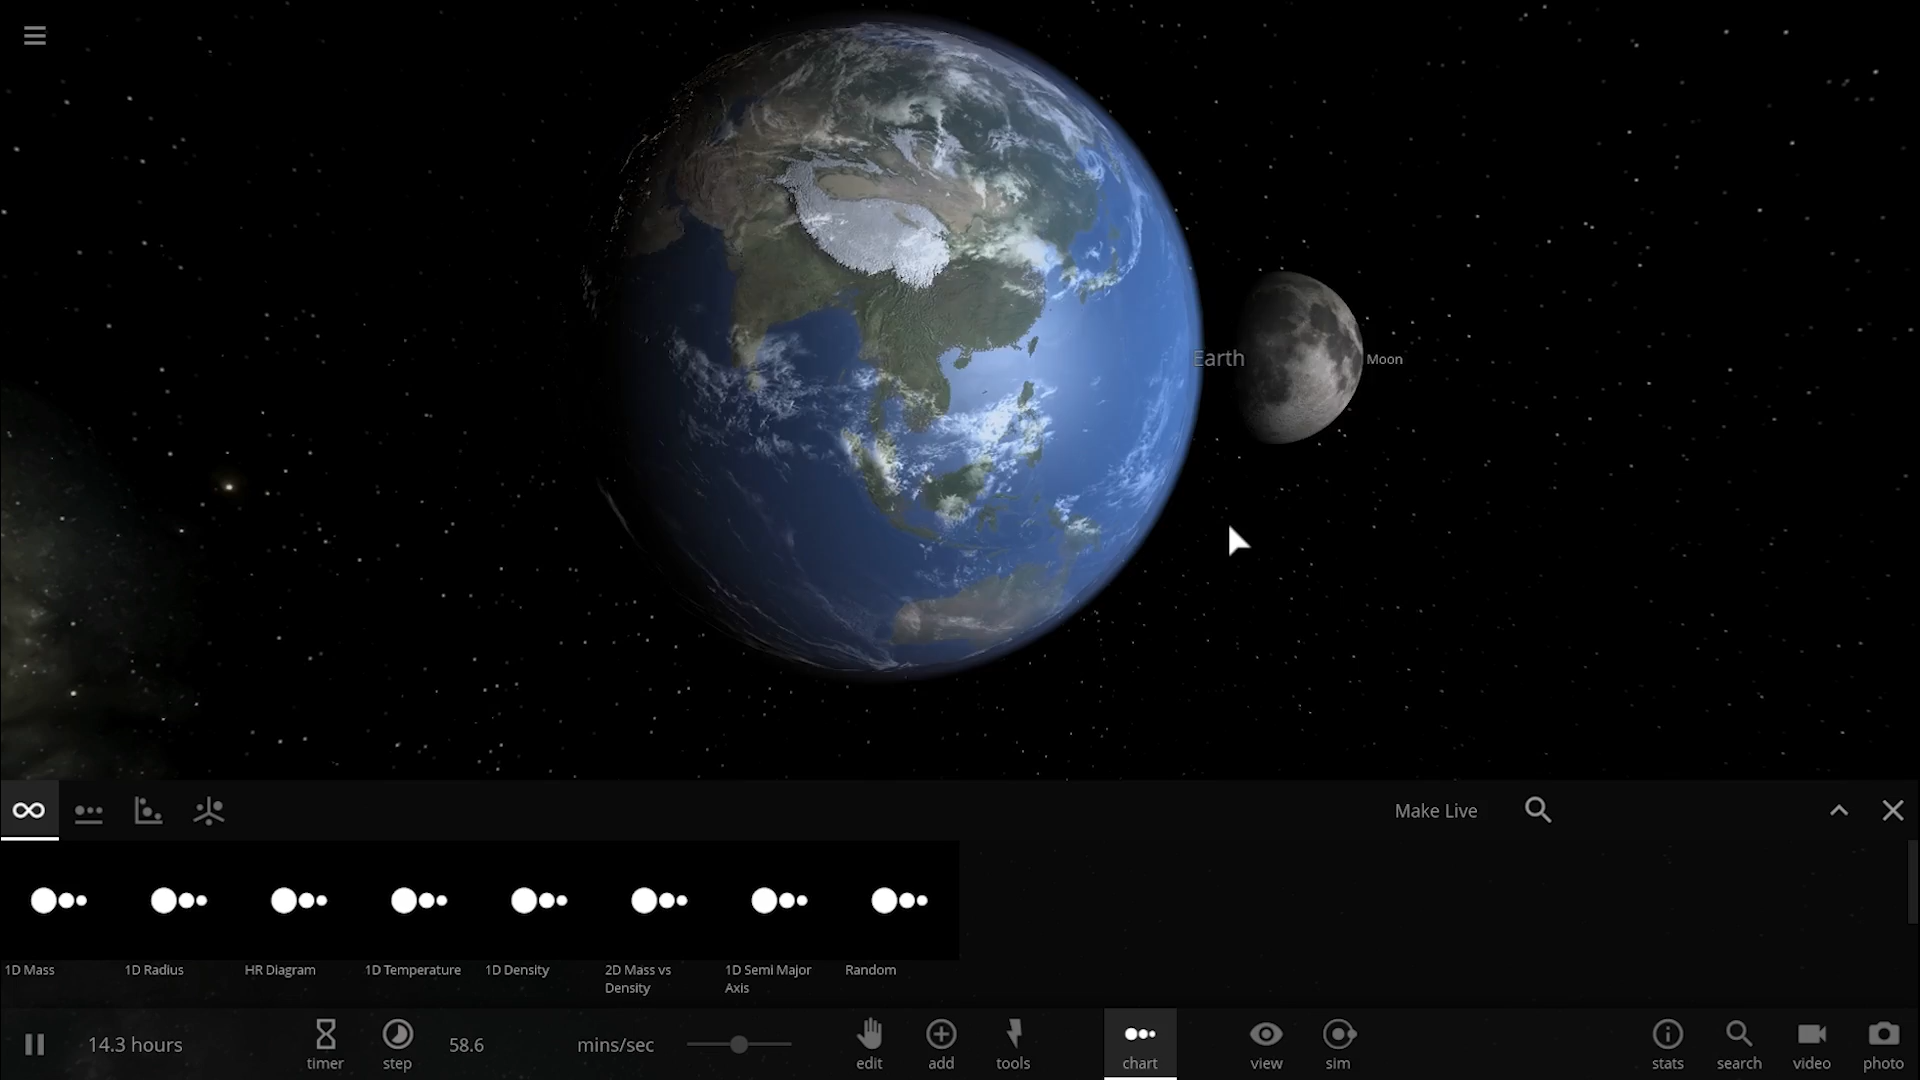 Earth
Moon
Make Live
1D Mass
1D Radius
HR Diagram
1D Temperature
1D Density
2D Mass vs
Density
1D Semi Major
Axis
Random
14.3 hours
timer
step
58.6
mins/sec
edit
add
tools
chart
view
sim
stats
search
video
photo